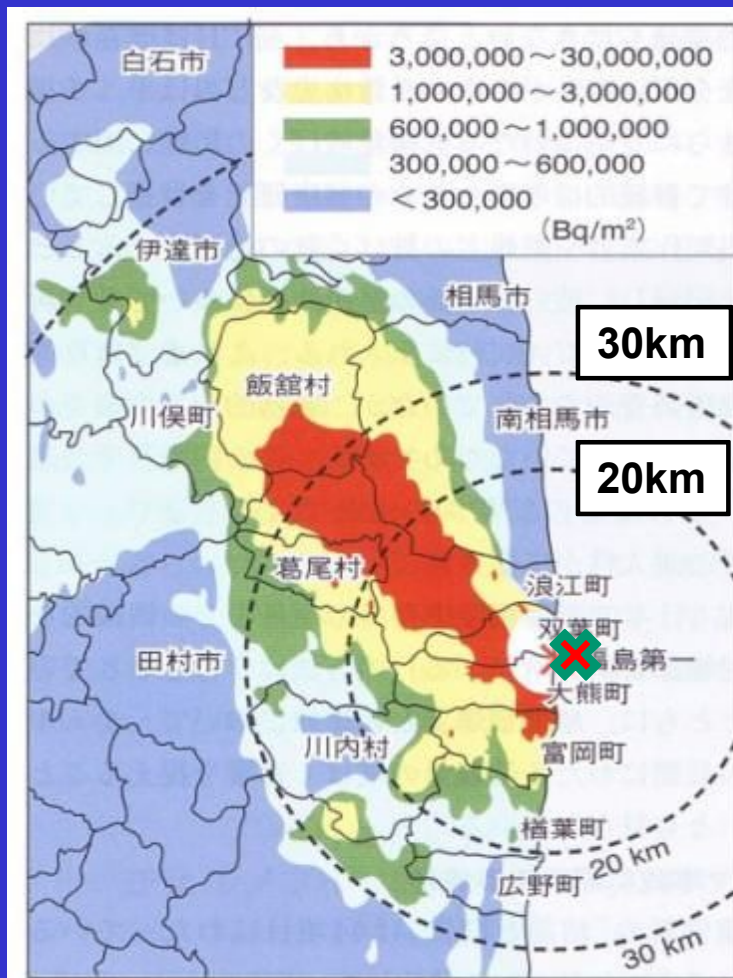 白石市
3,000,000～30,000,000
1,000,000～3,000,000
600,000～1,000,000
300,000～600,000
＜300,000
(Bq/m²)
伊達市
相馬市
30km
飯舘村
川俣町
南相馬市
20km
葛尾村
浪江町
双葉町
田村市
島第一
大熊町
川内村
富岡町
楢葉町
20 km
広野町
30 km